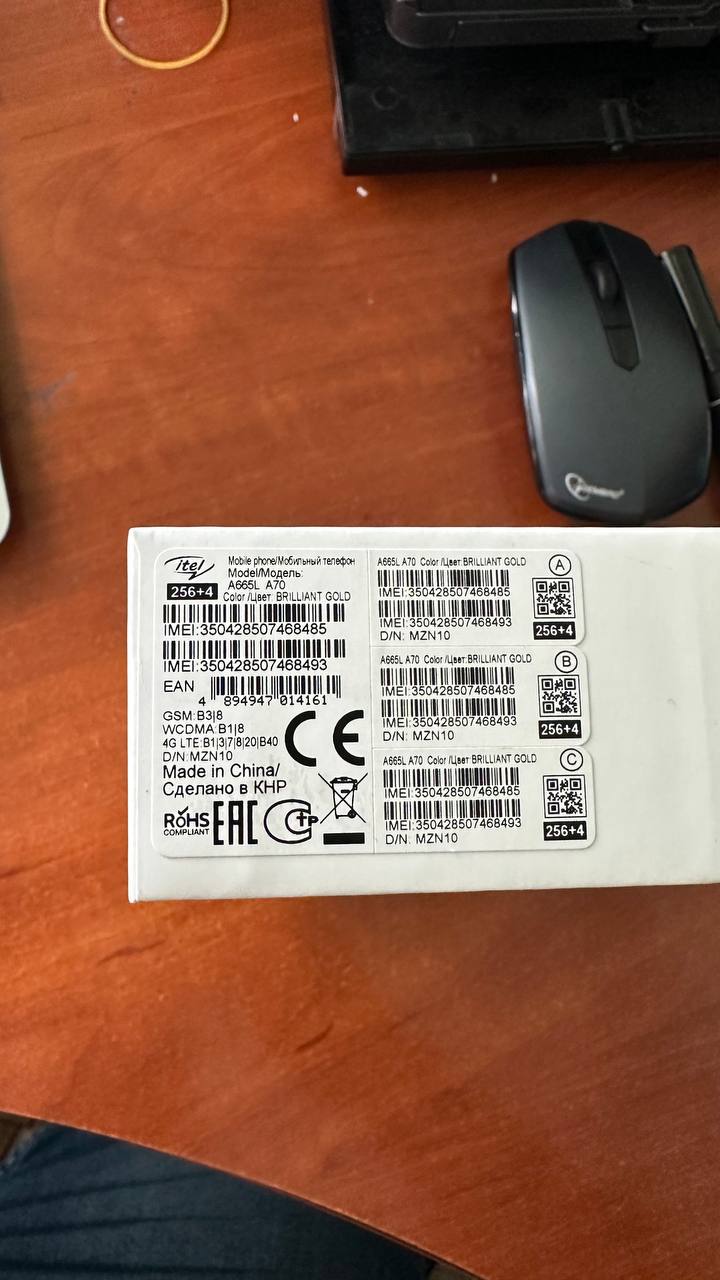 itel
Mobile phone/Мобильный телефон
Model/Модель:
A665L A70
256+4
Color /Цвет: BRILLIANT GOLD
IMEI:350428507468485
IMEI:350428507468493
EAN
4 894947 014161
GSM:B3|8
WCDMA:B1|8
4G LTE:B1|3|7|8|20|B40
D/N:MZN10
Made in China/
Сделано в КНР
CE
RoHS
COMPLIANT
EAC
A665L A70 Color /Цвет:BRILLIANT GOLD
A
IMEI:350428507468485
IMEI:350428507468493
D/N: MZN10
256+4
A665L A70 Color /Цвет:BRILLIANT GOLD
B
IMEI:350428507468485
IMEI:350428507468493
D/N: MZN10
256+4
A665L A70 Color /Цвет:BRILLIANT GOLD
C
IMEI:350428507468485
IMEI:350428507468493
D/N: MZN10
256+4